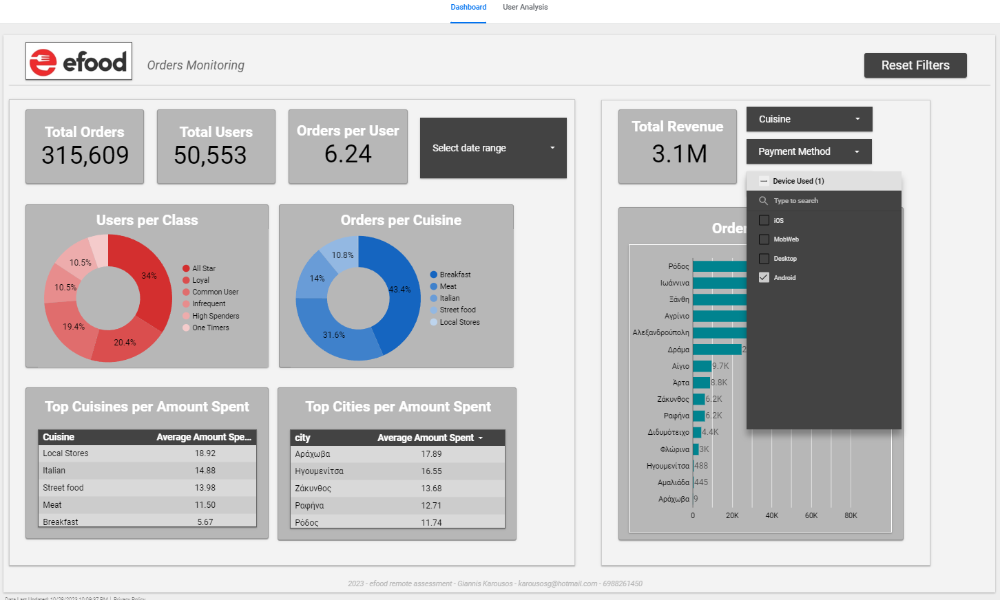 Dashboard User Analysis
efood Orders Monitoring
Reset Filters
Total Orders
315,609
Total Users
50,553
Orders per User
6.24
Select date range
Total Revenue
3.1M
Cuisine
Payment Method
Device Used (1)
Type to search
iOS
MobWeb
Desktop
Android
Users per Class
34%
20.4%
19.4%
10.5%
10.5%
All Star
Loyal
Common User
Infrequent
High Spenders
One Timers
Orders per Cuisine
43.4%
31.6%
14%
10.8%
Breakfast
Meat
Italian
Street food
Local Stores
Orde
Ρόδος
Ιωάννινα
Ξάνθη
Αγρίνιο
Αλεξανδρούπολη
Δράμα 2
Αίγιο 9.7K
Άρτα 8.8K
Ζάκυνθος 6.2K
Ραφήνα 6.2K
Διδυμότειχο 4.4K
Φλώρινα 3K
Ηγουμενίτσα 488
Αμαλιάδα 445
Αράχωβα 9
0 20K 40K 60K 80K
Top Cuisines per Amount Spent
Cuisine Average Amount Spe...
Local Stores 18.92
Italian 14.88
Street food 13.98
Meat 11.50
Breakfast 5.67
Top Cities per Amount Spent
city Average Amount Spent
Αράχωβα 17.89
Ηγουμενίτσα 16.55
Ζάκυνθος 13.68
Ραφήνα 12.71
Ρόδος 11.74
2023 - efood remote assessment - Giannis Karousos - karousosg@hotmail.com - 6988261450
Data Last Updated: 10/28/2023 10:09:37 PM | Privacy Policy